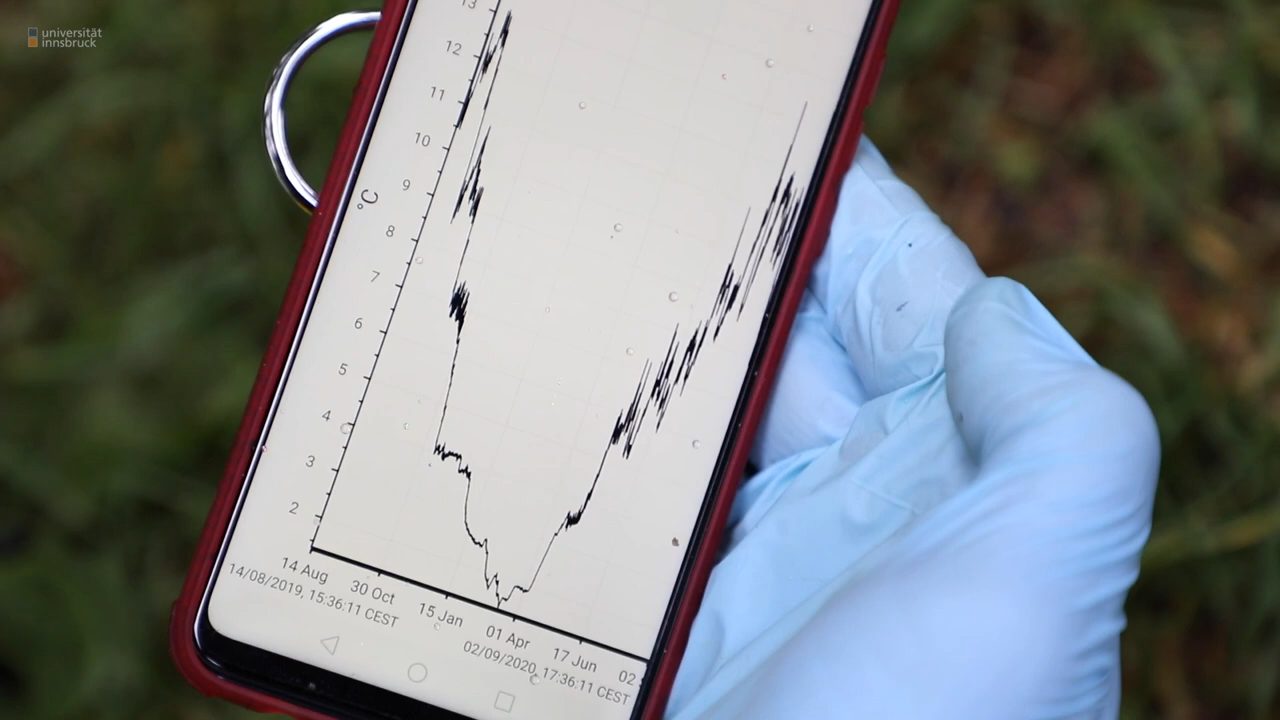 universität
innsbruck
13
12
11
10
9
°C
8
7
6
5
4
3
2
14 Aug
30 Oct
15 Jan
01 Apr
17 Jun
02
14/08/2019, 15:36:11 CEST
02/09/2020, 17:36:11 CEST